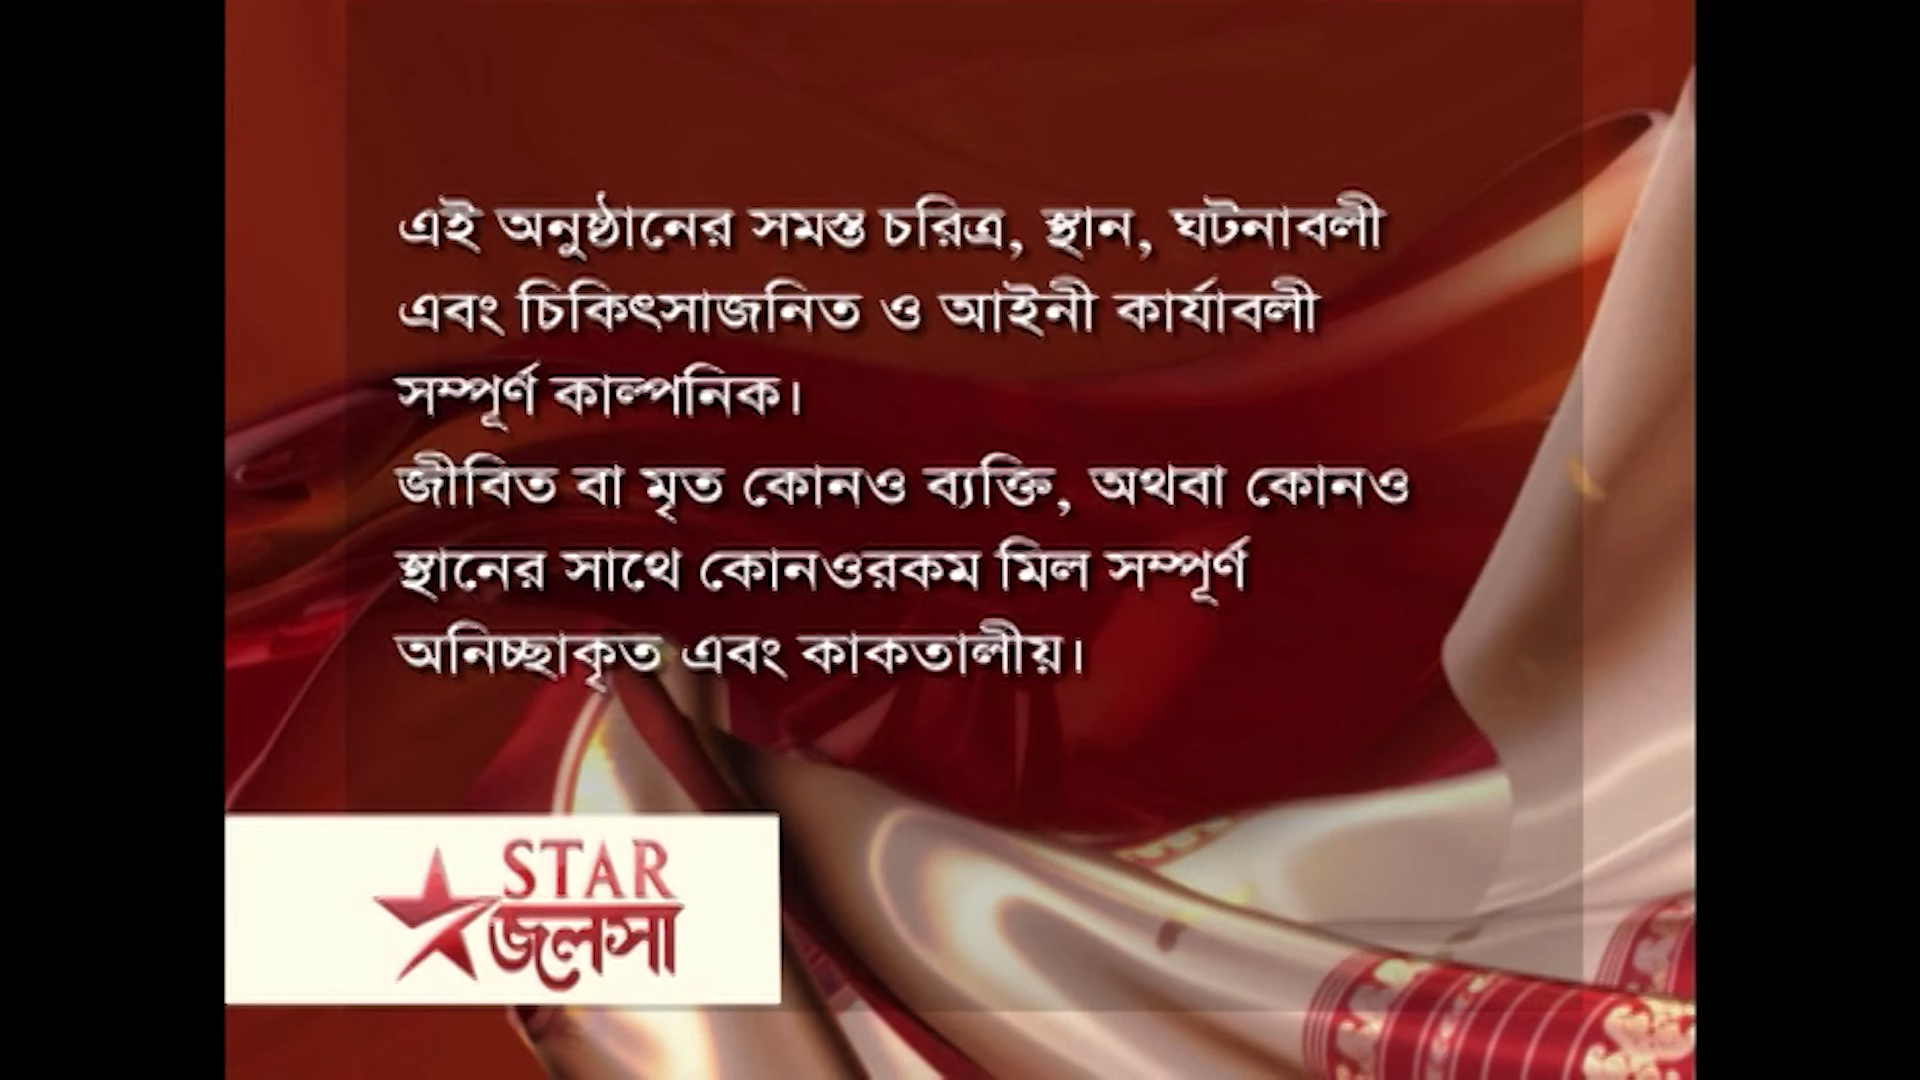 এই অনুষ্ঠানের সমস্ত চরিত্র, স্থান, ঘটনাবলী
এবং চিকিৎসাজনিত ও আইনী কার্যাবলী
সম্পূর্ণ কাল্পনিক।
জীবিত বা মৃত কোনও ব্যক্তি, অথবা কোনও
স্থানের সাথে কোনওরকম মিল সম্পূর্ণ
অনিচ্ছাকৃত এবং কাকতালীয়।
STAR
জলসা